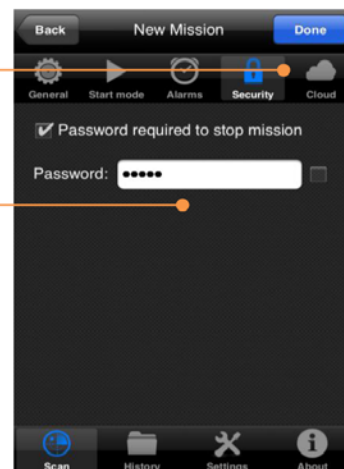 Back New Mission Done
General Start mode Alarms Security Cloud
Password required to stop mission
Password: •••••
Scan History Settings About